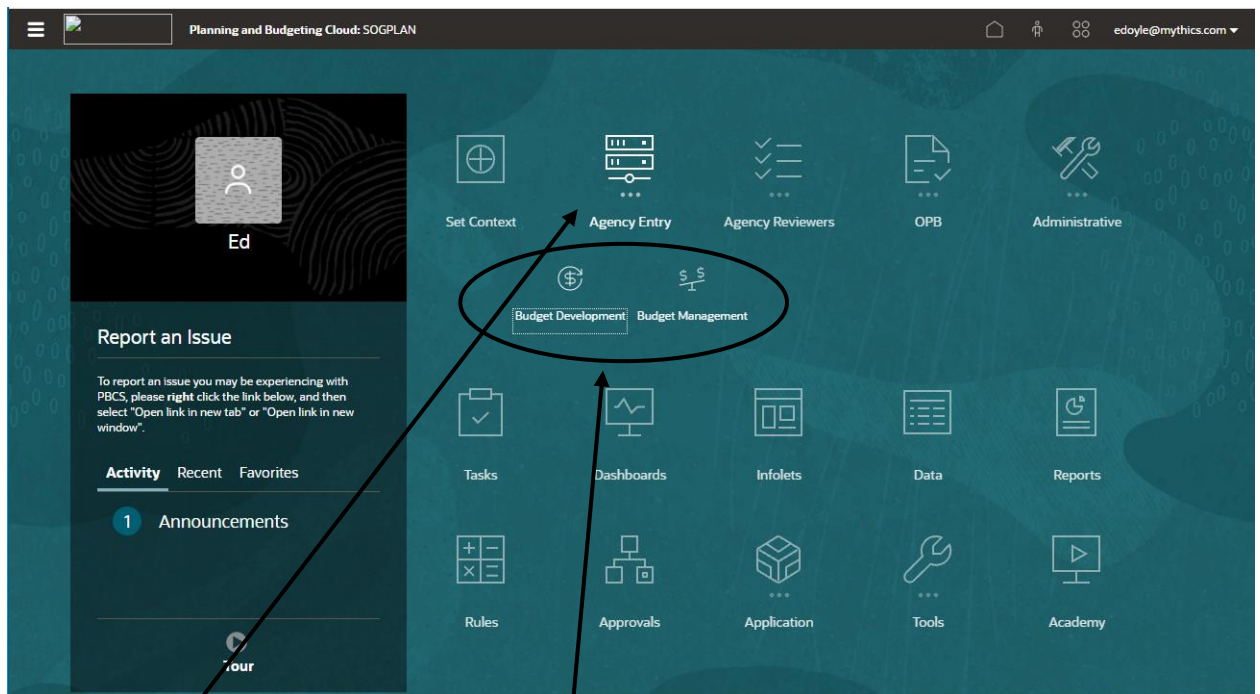 Planning and Budgeting Cloud: SOGPLAN
edoyle@mythics.com
Ed
Report an Issue
To report an issue you may be experiencing with
PBCS, please right click the link below, and then
select "Open link in new tab" or "Open link in new
window".
Activity Recent Favorites
1 Announcements
Tour
Set Context Agency Entry Agency Reviewers OPB Administrative
Budget Development Budget Management
Tasks Dashboards Infolets Data Reports
Rules Approvals Application Tools Academy